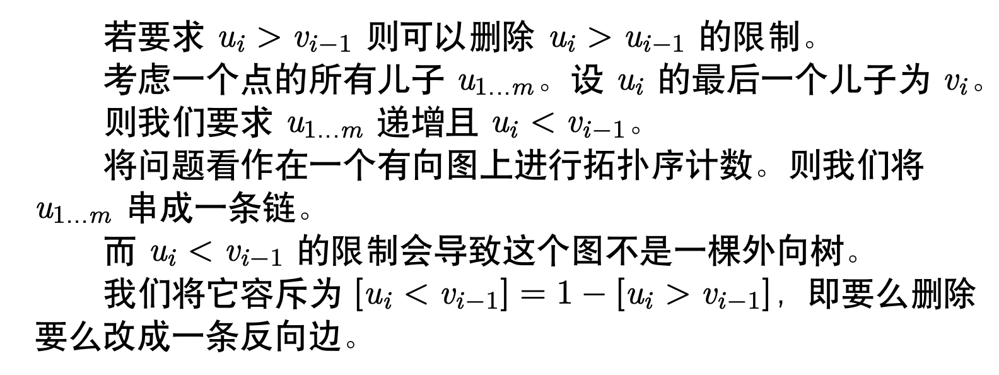 若要求 $u_i > v_{i-1}$ 则可以删除 $u_i > u_{i-1}$ 的限制。
考虑一个点的所有儿子 $u_{1...m}$。设 $u_i$ 的最后一个儿子为 $v_i$。
则我们要求 $u_{1...m}$ 递增且 $u_i < v_{i-1}$。
将问题看作在一个有向图上进行拓扑序计数。则我们将
$u_{1...m}$ 串成一条链。
而 $u_i < v_{i-1}$ 的限制会导致这个图不是一棵外向树。
我们将它容斥为 $[u_i < v_{i-1}] = 1 - [u_i > v_{i-1}]$，即要么删除
要么改成一条反向边。